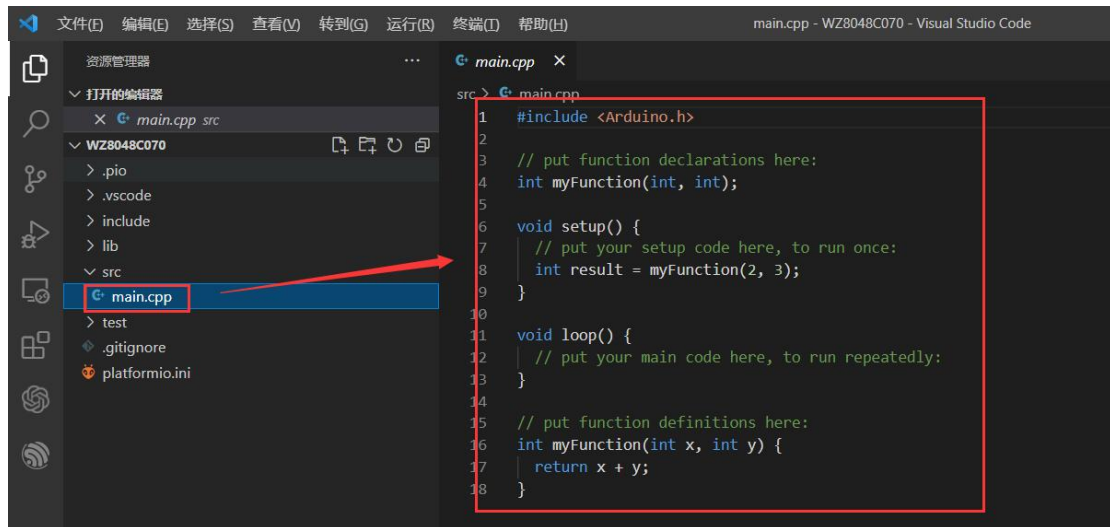 文件(F) 编辑(E) 选择(S) 查看(V) 转到(G) 运行(R) 终端(T) 帮助(H) main.cpp - WZ8048C070 - Visual Studio Code
资源管理器 ···
打开的编辑器
main.cpp src
WZ8048C070
.pio
.vscode
include
lib
src
main.cpp
test
.gitignore
platformio.ini
main.cpp
src > main.cpp
1 #include <Arduino.h>
2
3 // put function declarations here:
4 int myFunction(int, int);
5
6 void setup() {
7 // put your setup code here, to run once:
8 int result = myFunction(2, 3);
9 }
10
11 void loop() {
12 // put your main code here, to run repeatedly:
13 }
14
15 // put function definitions here:
16 int myFunction(int x, int y) {
17 return x + y;
18 }